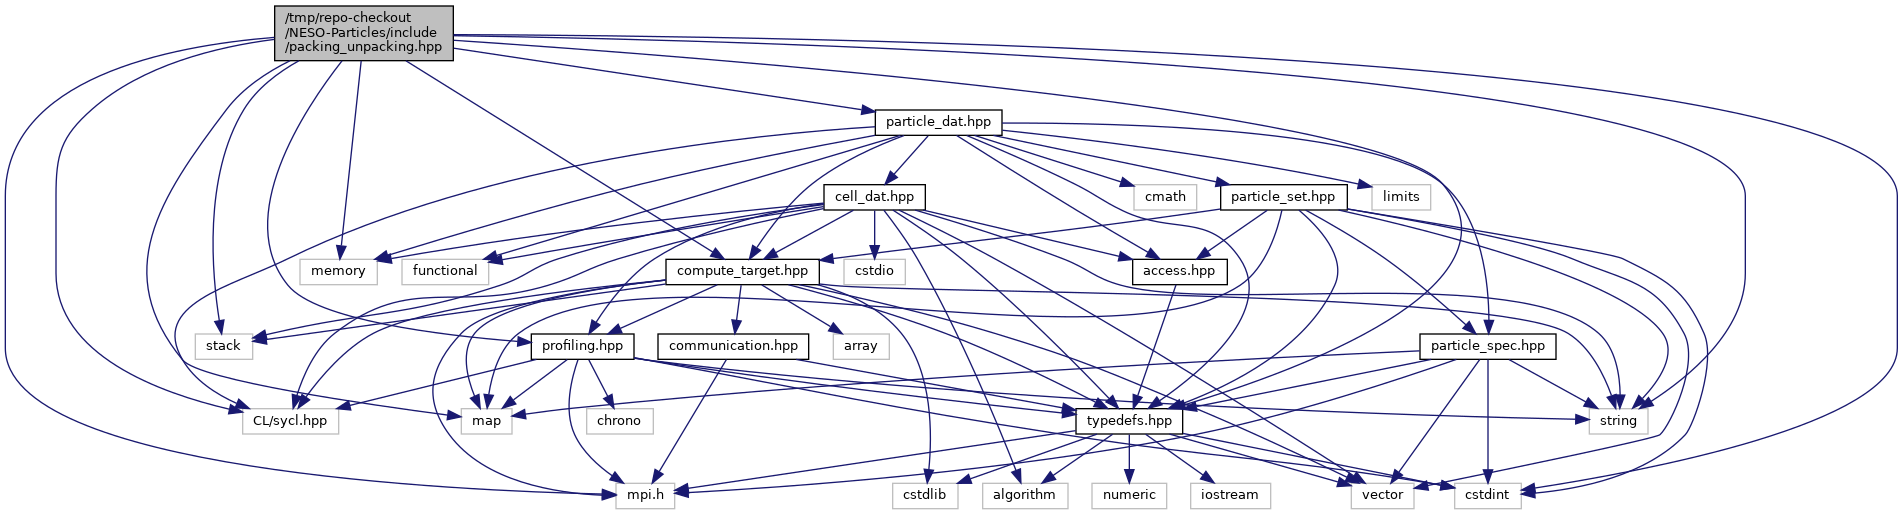 /tmp/repo-checkout
/NESO-Particles/include
/packing_unpacking.hpp
particle_dat.hpp
cell_dat.hpp
cmath
particle_set.hpp
limits
memory
functional
compute_target.hpp
cstdio
access.hpp
stack
profiling.hpp
communication.hpp
array
particle_spec.hpp
CL/sycl.hpp
map
chrono
typedefs.hpp
string
mpi.h
cstdlib
algorithm
numeric
iostream
vector
cstdint